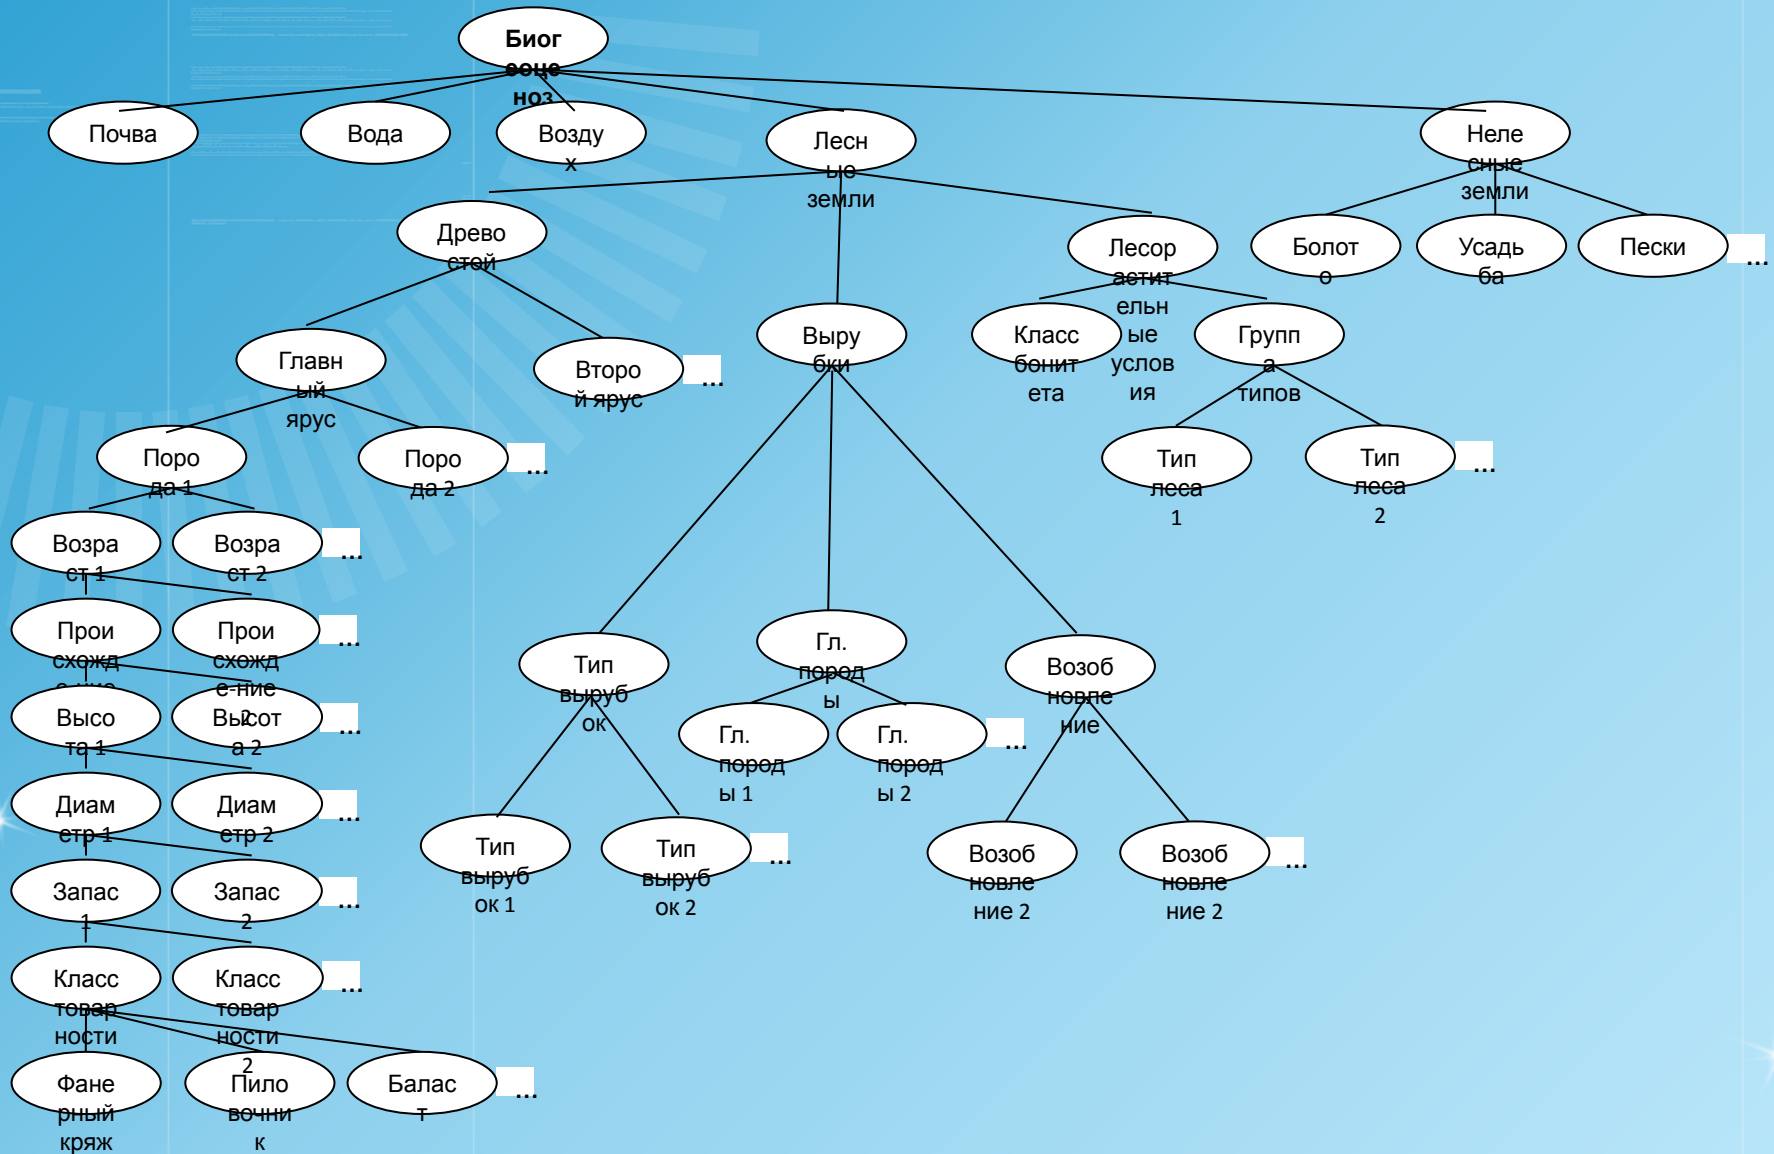 Биог
еоце
ноз
Почва
Вода
Возду
х
Лесн
ые
земли
Неле
сные
земли
Древо
стой
Лесор
астит
ельн
ые
услов
ия
Болот
о
Усадь
ба
Пески
...
Главн
ый
ярус
Второ
й ярус
...
Выру
бки
Класс
бонит
ета
Групп
а
типов
Поро
да 1
Поро
да 2
...
Тип
леса
1
Тип
леса
2
...
Возра
ст 1
Возра
ст 2
...
Прои
схожд
е-ние
Прои
схожд
е-ние
2
...
Тип
выруб
ок
Гл.
пород
ы
Возоб
новле
ние
Высо
та 1
Высот
а 2
...
Гл.
пород
ы 1
Гл.
пород
ы 2
...
Диам
етр 1
Диам
етр 2
...
Тип
выруб
ок 1
Тип
выруб
ок 2
...
Возоб
новле
ние 2
Возоб
новле
ние 2
...
Запас
1
Запас
2
...
Класс
товар
ности
Класс
товар
ности
2
...
Фане
рный
кряж
Пило
вочни
к
Балас
т
...